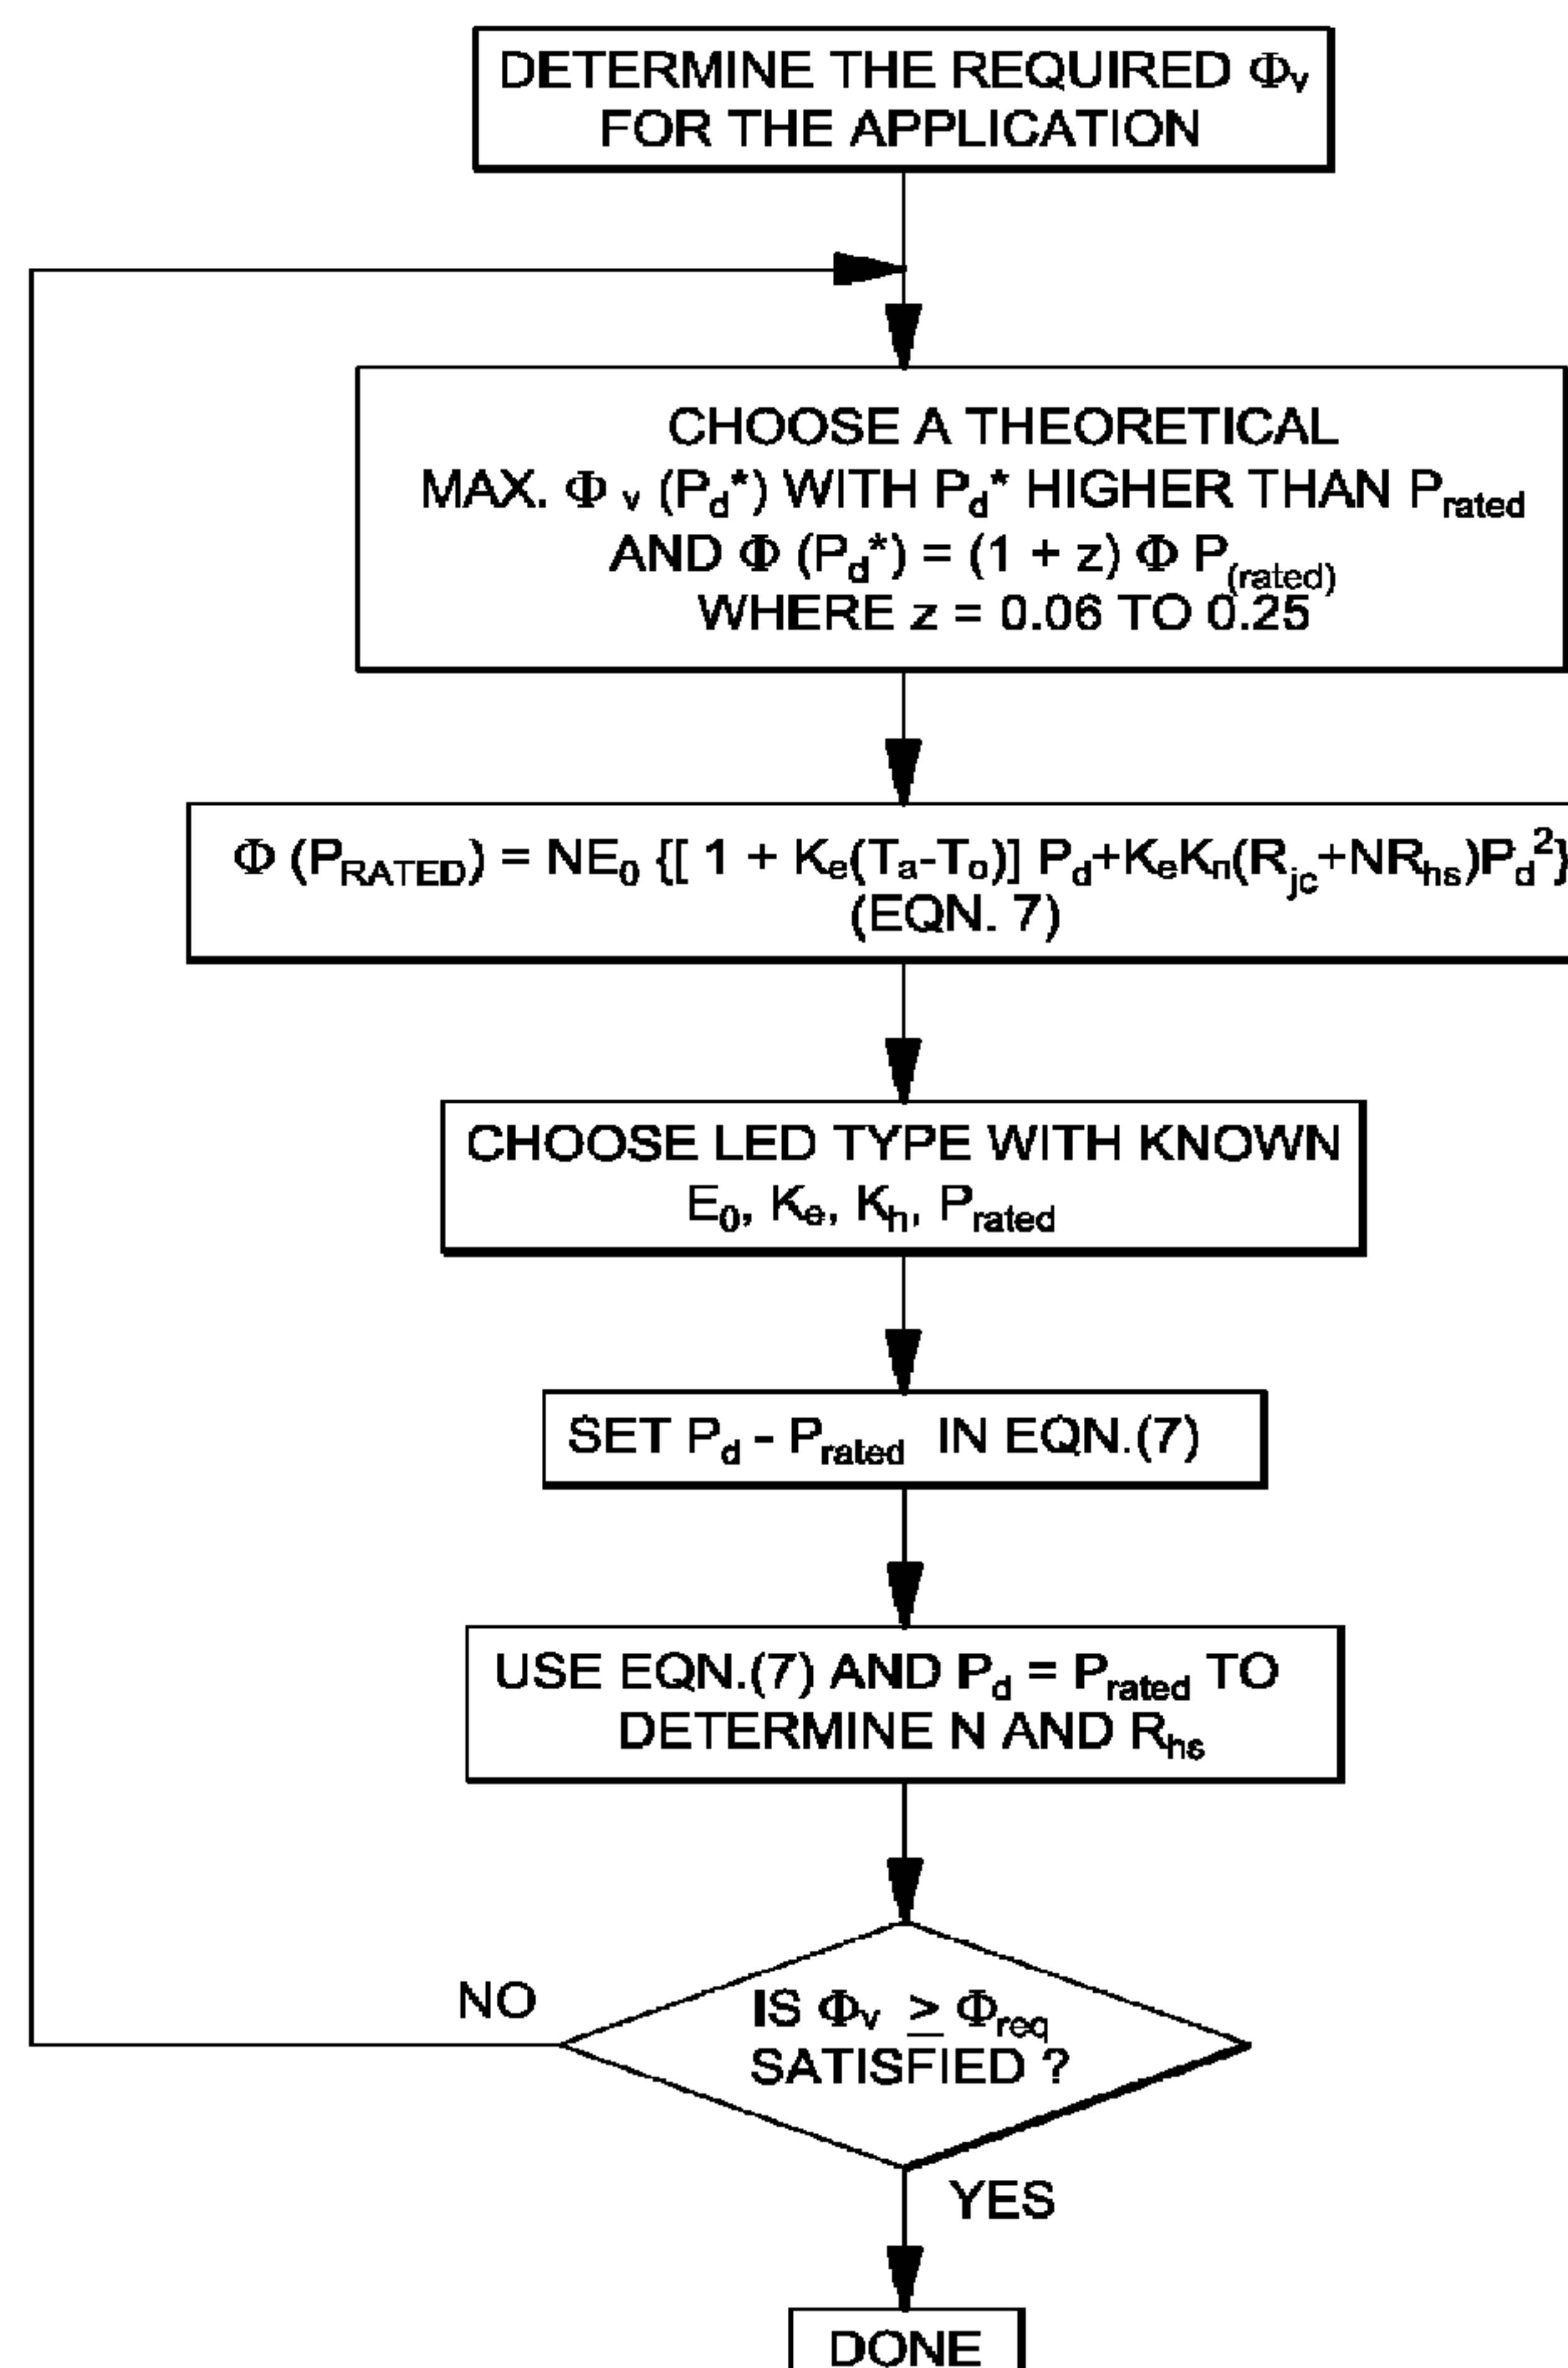 DETERMINE THE REQUIRED Φv
FOR THE APPLICATION
CHOOSE A THEORETICAL
MAX. Φ v (Pd*) WITH Pd* HIGHER THAN Prated
AND Φ (Pd*) = (1 + z) Φ P(rated)
WHERE z = 0.06 TO 0.25
Φ (PRATED) = NE0 {[ 1 + Ke(Ta-To)] Pd+KeKh(Rjc+NRhs)Pd²}
(EQN. 7)
CHOOSE LED TYPE WITH KNOWN
E0, Ke, Kh, Prated
SET Pd - Prated IN EQN.(7)
USE EQN.(7) AND Pd = Prated TO
DETERMINE N AND Rhs
NO
IS Φv ≥ Φreq
SATISFIED ?
YES
DONE